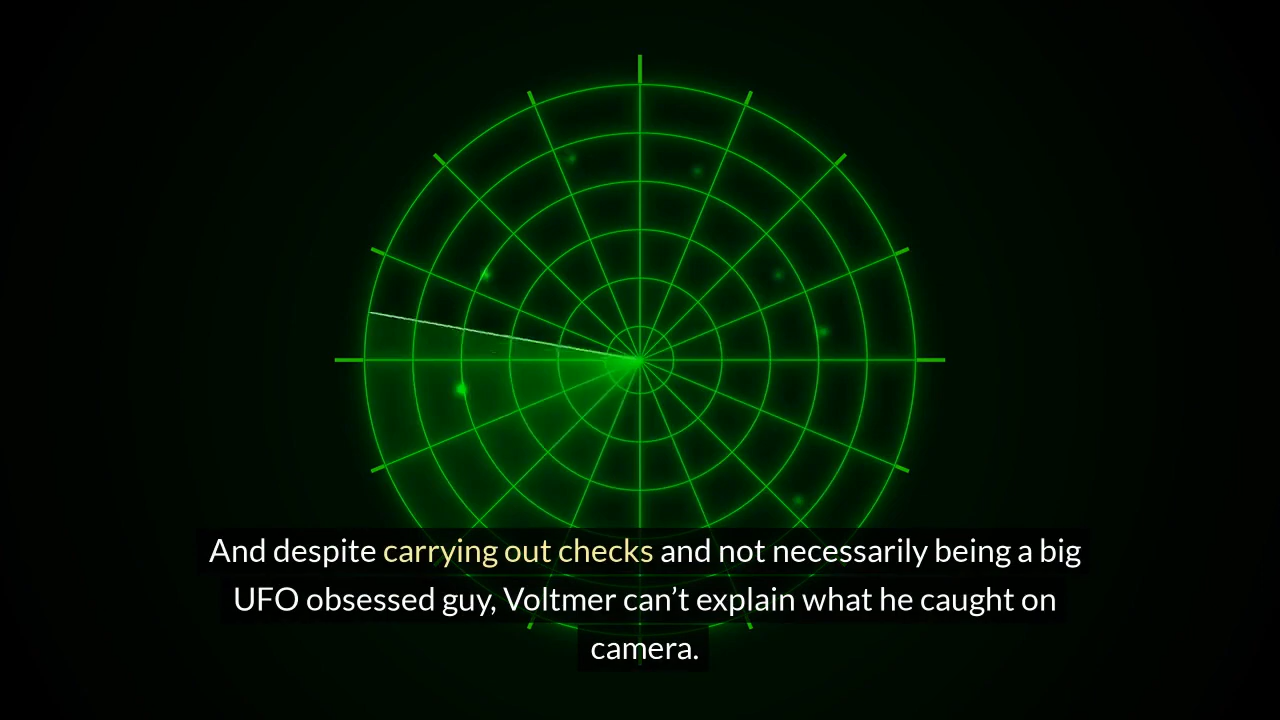 And despite carrying out checks and not necessarily being a big
UFO obsessed guy, Voltmer can’t explain what he caught on
camera.